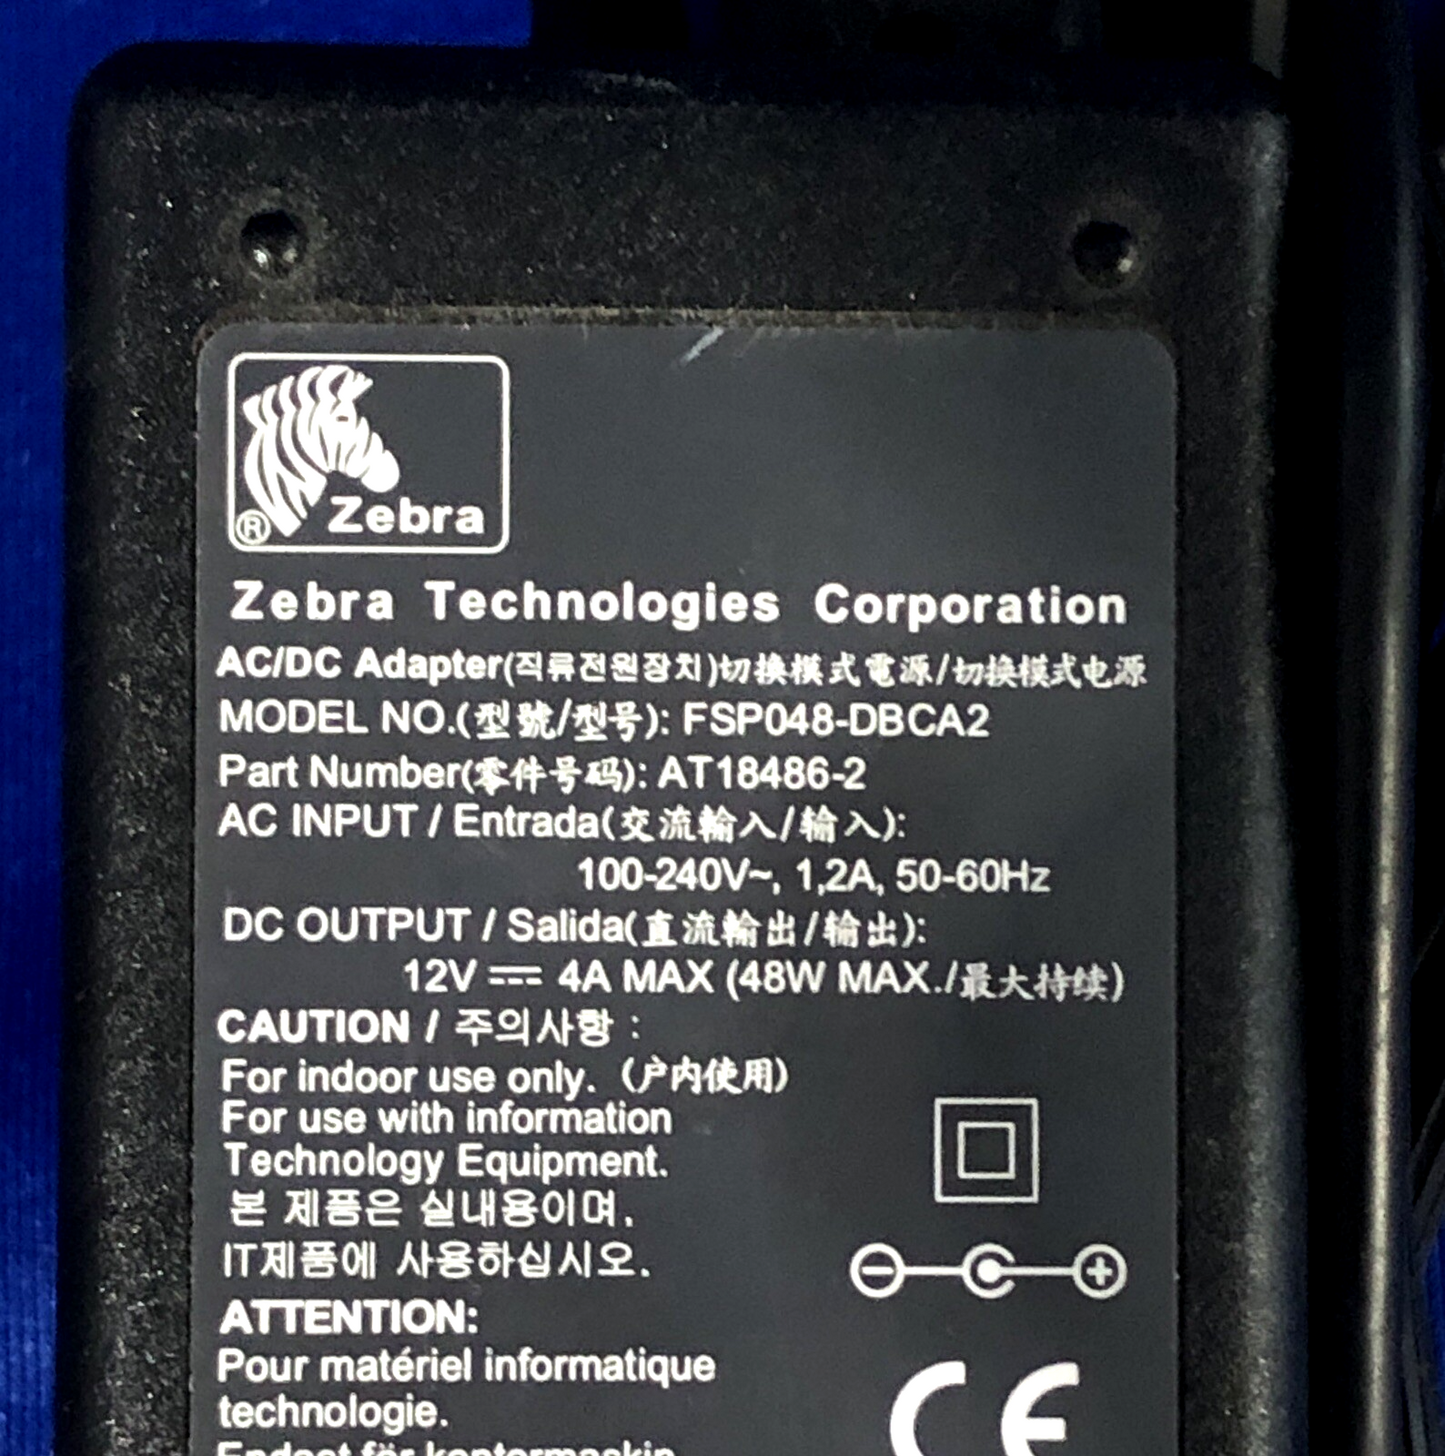 ® Zebra
Zebra Technologies Corporation
AC/DC Adapter(직류전원장치)切换模式電源/切换模式电源
MODEL NO.(型號/型号): FSP048-DBCA2
Part Number(零件号码): AT18486-2
AC INPUT / Entrada(交流輸入/输入):
100-240V~, 1,2A, 50-60Hz
DC OUTPUT / Salida(直流輸出/输出):
12V ⎓ 4A MAX (48W MAX./最大持续)
CAUTION / 주의사항 :
For indoor use only. (户内使用)
For use with information
Technology Equipment.
본 제품은 실내용이며.
IT제품에 사용하십시오.
ATTENTION:
Pour matériel informatique
technologie.
Endast för kontormaskin
CE